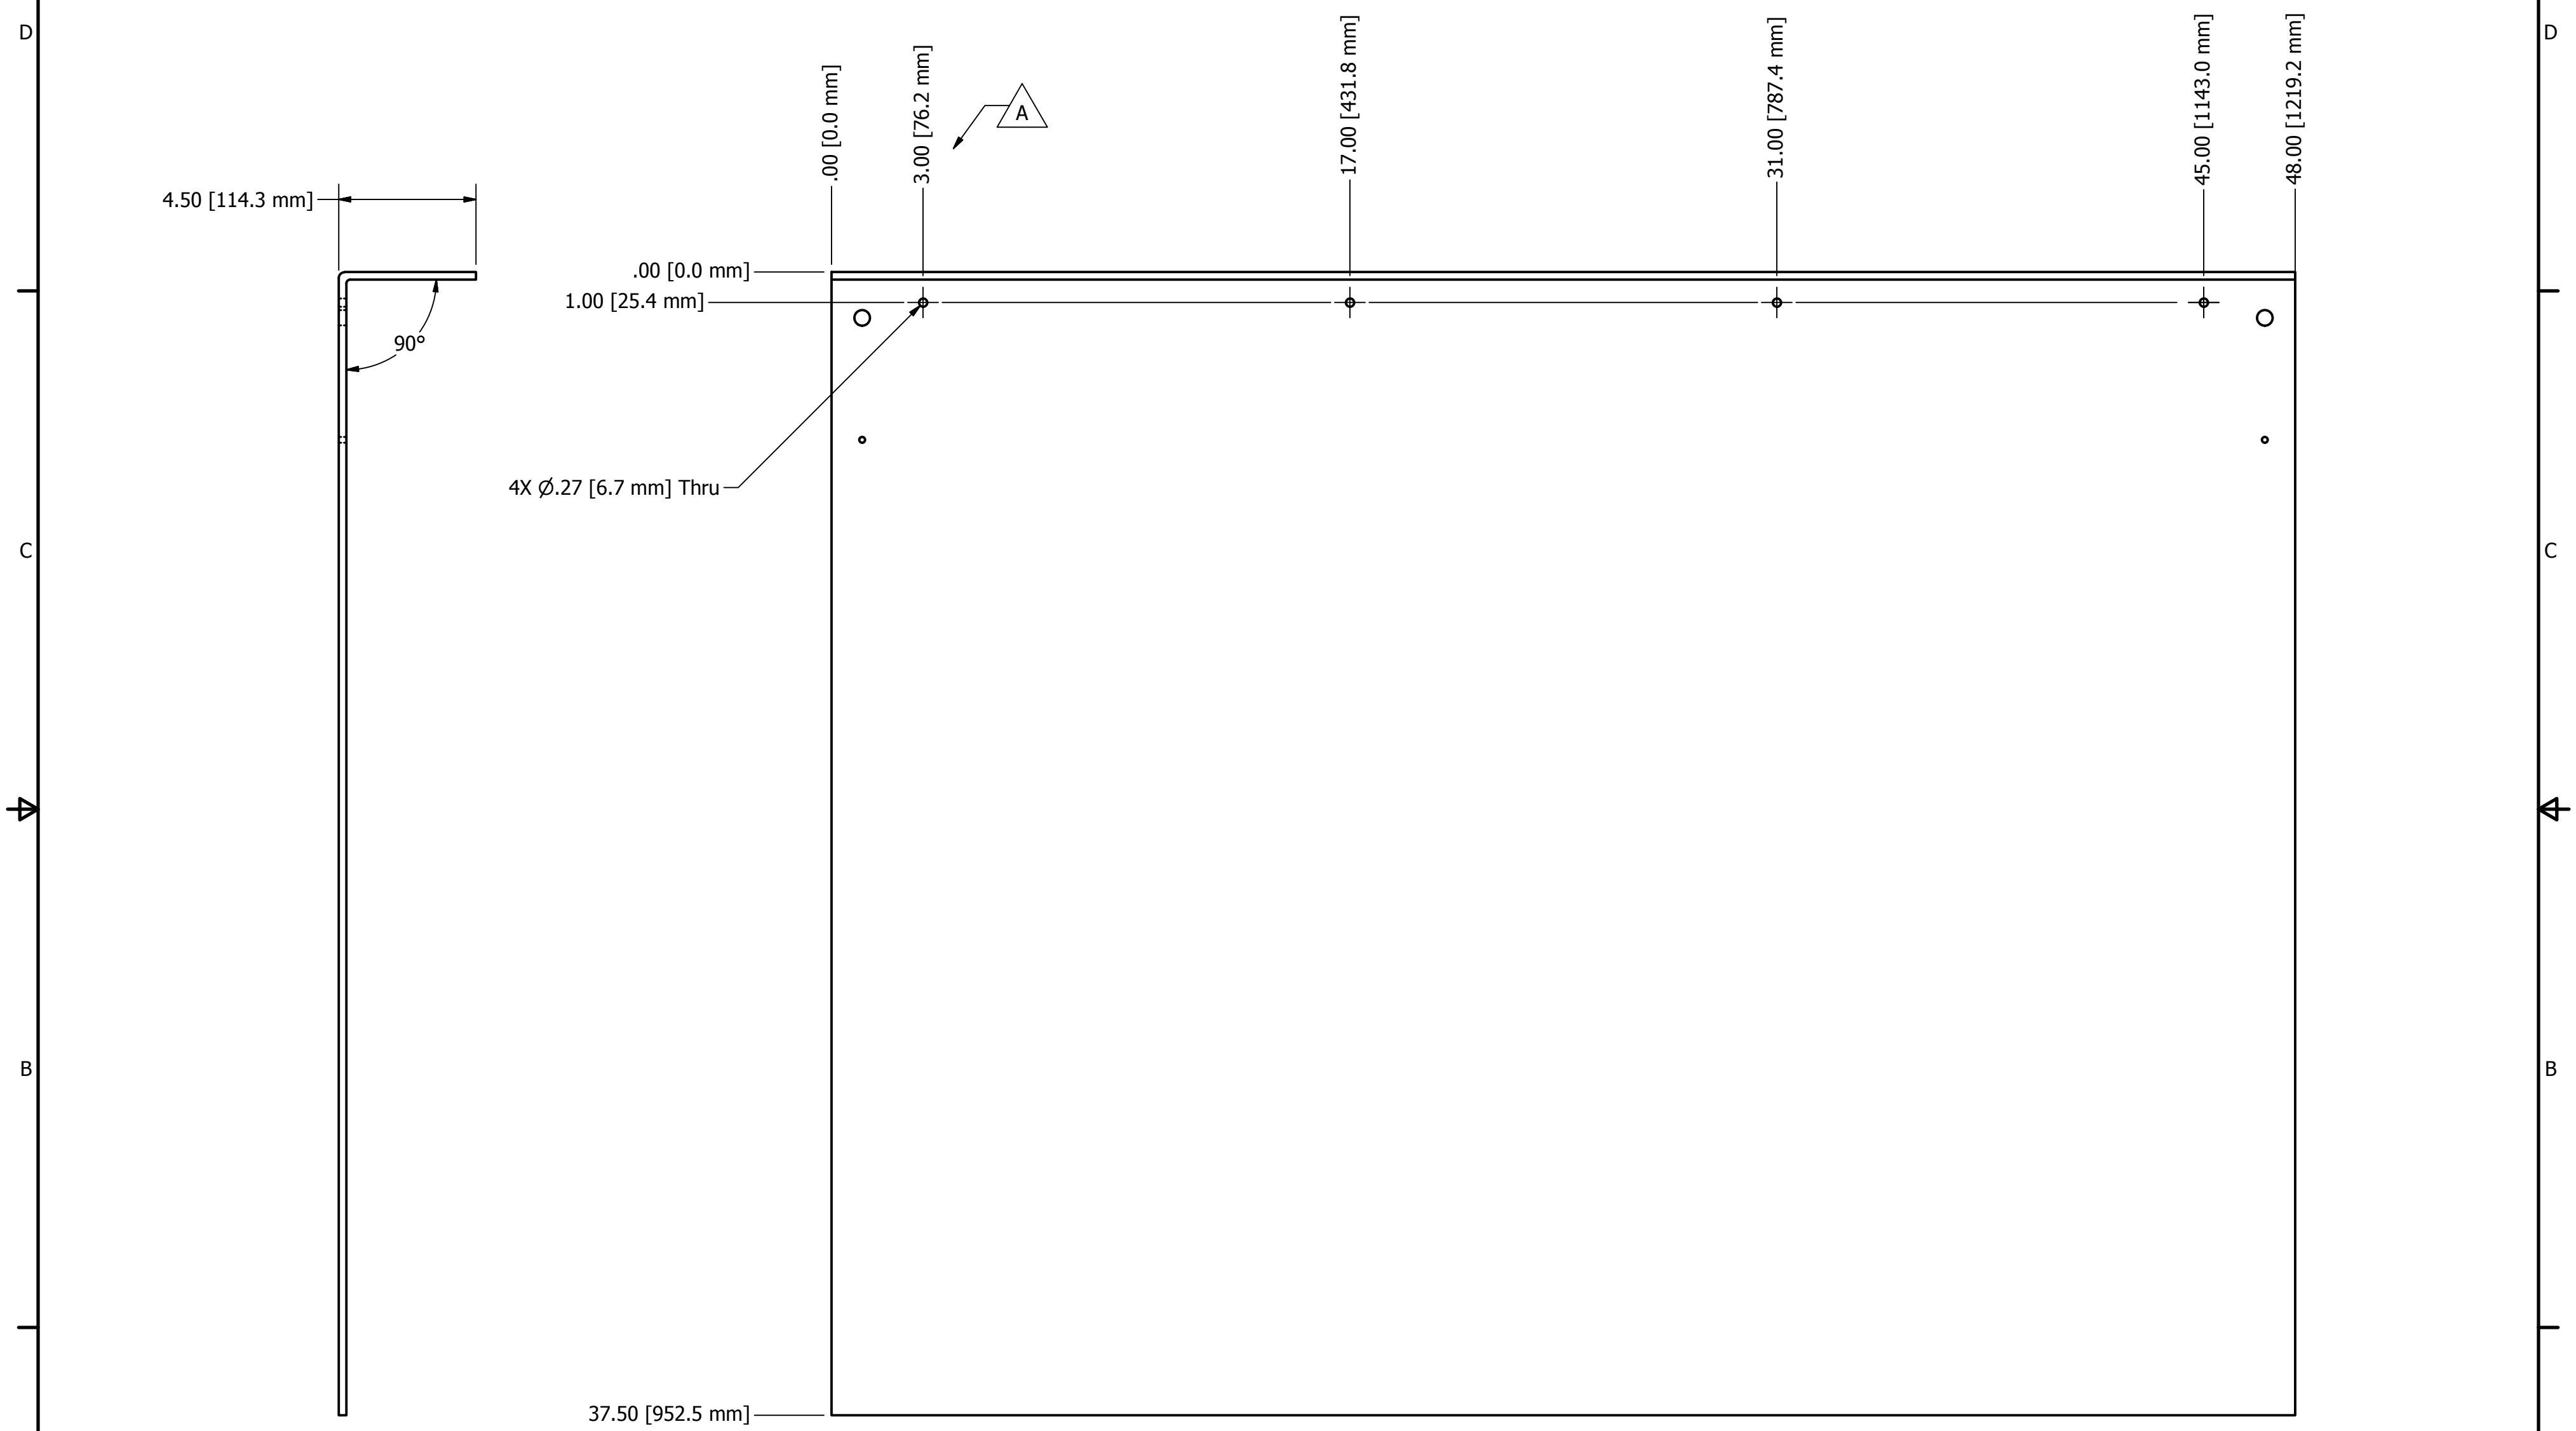 D
D
.00 [0.0 mm]
3.00 [76.2 mm]
A
17.00 [431.8 mm]
31.00 [787.4 mm]
45.00 [1143.0 mm]
48.00 [1219.2 mm]
4.50 [114.3 mm]
.00 [0.0 mm]
1.00 [25.4 mm]
90°
4X Ø.27 [6.7 mm] Thru
C
C
B
B
37.50 [952.5 mm]